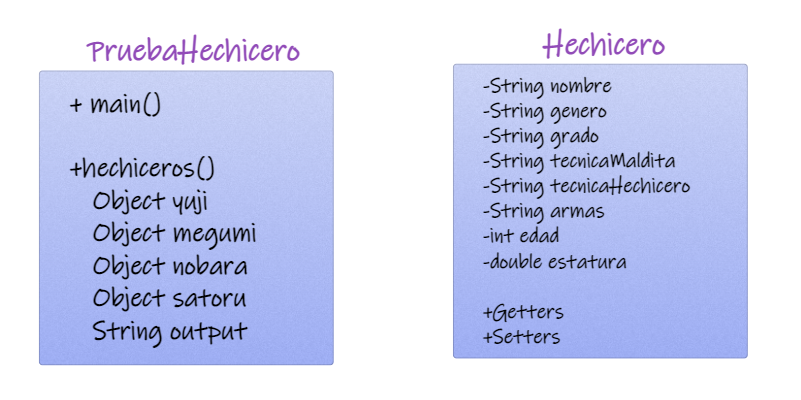 PruebaHechicero
+ main()
+hechiceros()
Object yuji
Object megumi
Object nobara
Object satoru
String output
Hechicero
-String nombre
-String genero
-String grado
-String tecnicaMaldita
-String tecnicaHechicero
-String armas
-int edad
-double estatura
+Getters
+Setters